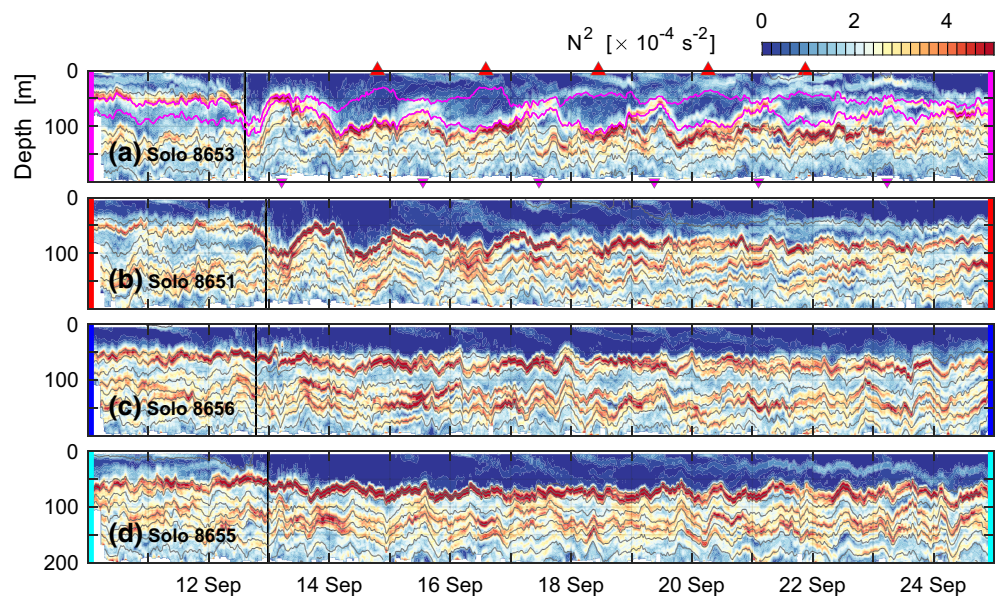 0 2 4
N² [× 10⁻⁴ s⁻²]
Depth [m]
0
100
(a) Solo 8653
0
100
(b) Solo 8651
0
100
(c) Solo 8656
0
100
200
(d) Solo 8655
12 Sep 14 Sep 16 Sep 18 Sep 20 Sep 22 Sep 24 Sep